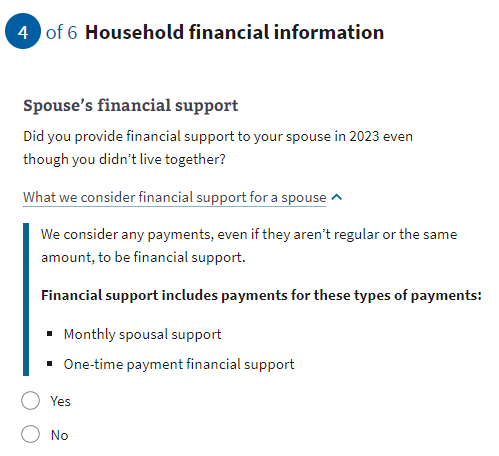 4 of 6 Household financial information
Spouse's financial support
Did you provide financial support to your spouse in 2023 even
though you didn't live together?
What we consider financial support for a spouse
We consider any payments, even if they aren't regular or the same
amount, to be financial support.
Financial support includes payments for these types of payments:
▪ Monthly spousal support
▪ One-time payment financial support
Yes
No